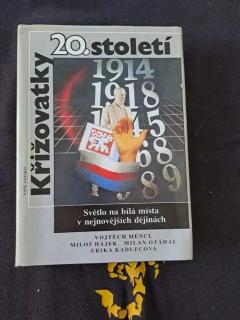 Křižovatky
20. století
1914
1918
1945
68
89
Světlo na bílá místa
v nejnovějších dějinách
VOJTĚCH MENCL
MILOŠ HÁJEK MILAN OTÁHAL
ERIKA KADLECOVÁ